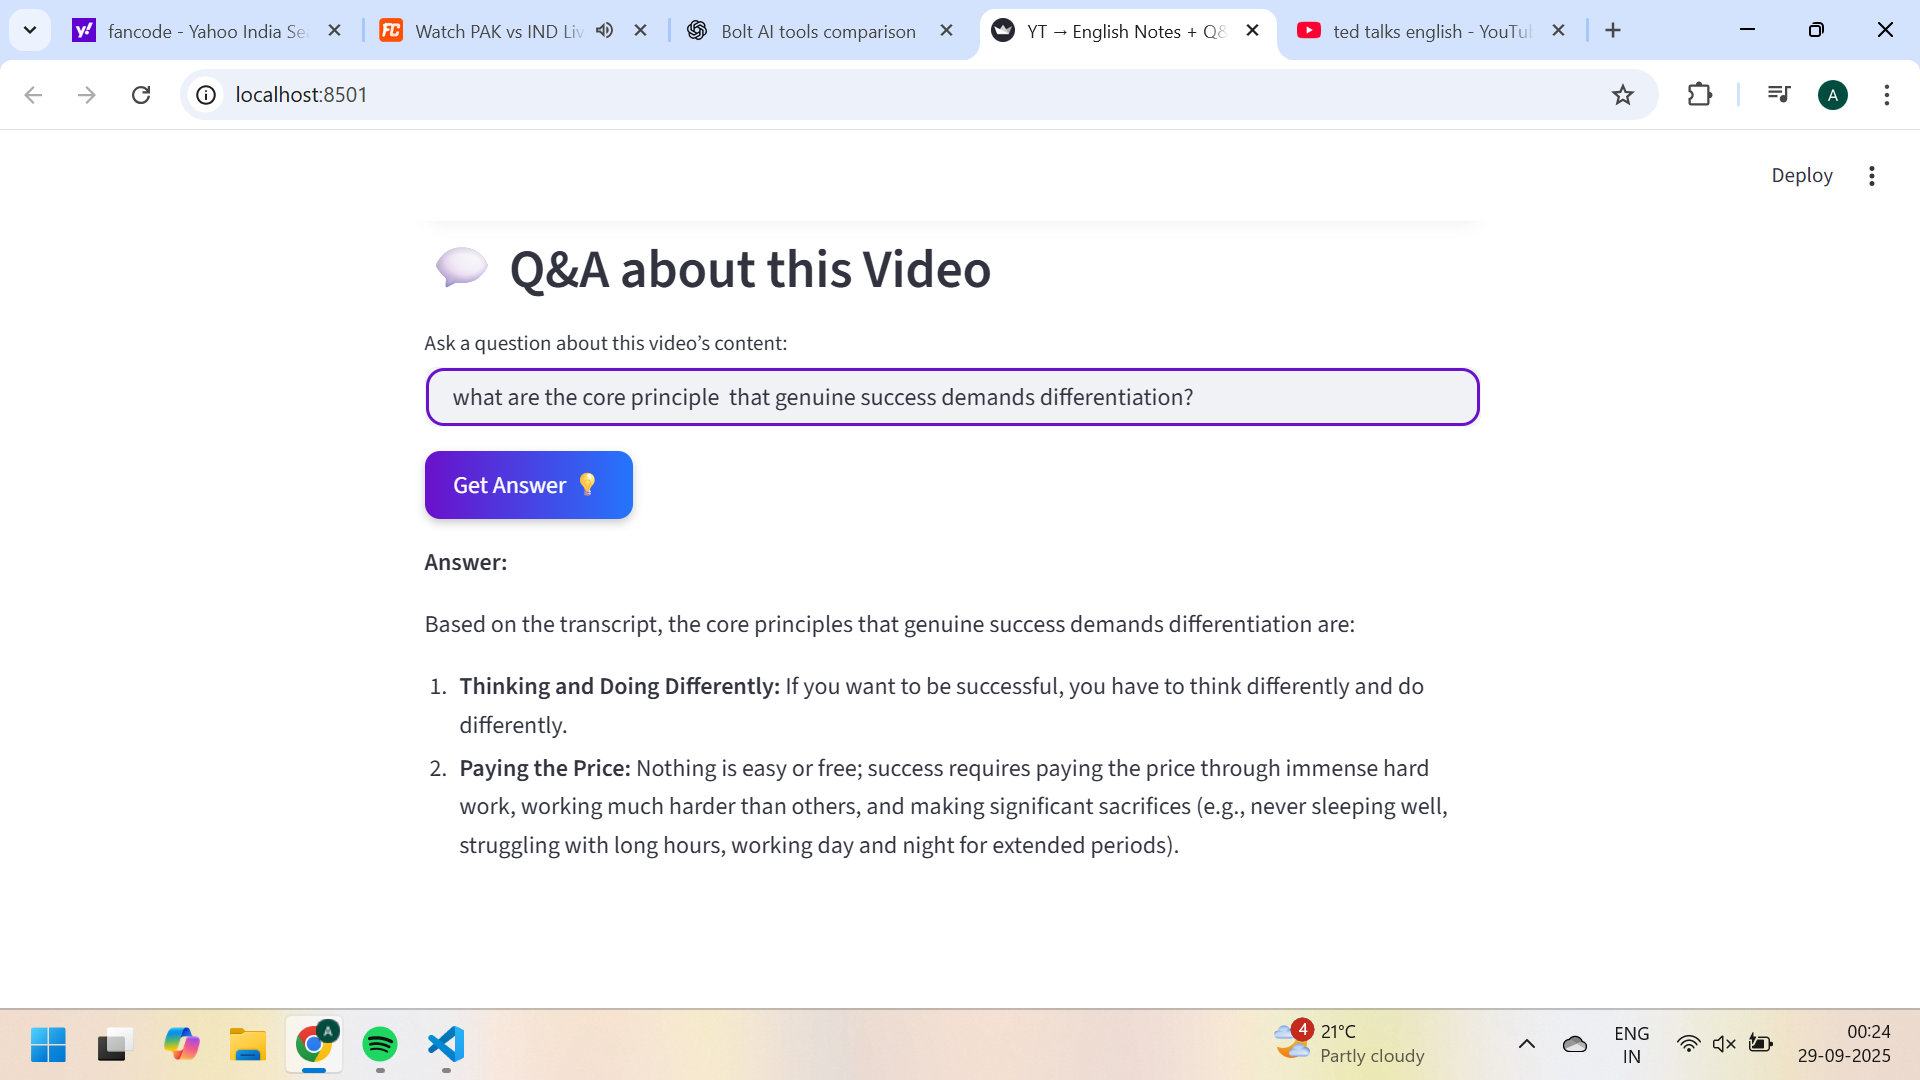 fancode - Yahoo India Se
Watch PAK vs IND Liv
Bolt AI tools comparison
YT → English Notes + Q&
ted talks english - YouTu
localhost:8501
A
Deploy
Q&A about this Video
Ask a question about this video’s content:
what are the core principle  that genuine success demands differentiation?
Get Answer
Answer:
Based on the transcript, the core principles that genuine success demands differentiation are:
1. Thinking and Doing Differently: If you want to be successful, you have to think differently and do
differently.
2. Paying the Price: Nothing is easy or free; success requires paying the price through immense hard
work, working much harder than others, and making significant sacrifices (e.g., never sleeping well,
struggling with long hours, working day and night for extended periods).
A
4
21°C
Partly cloudy
ENG
IN
00:24
29-09-2025